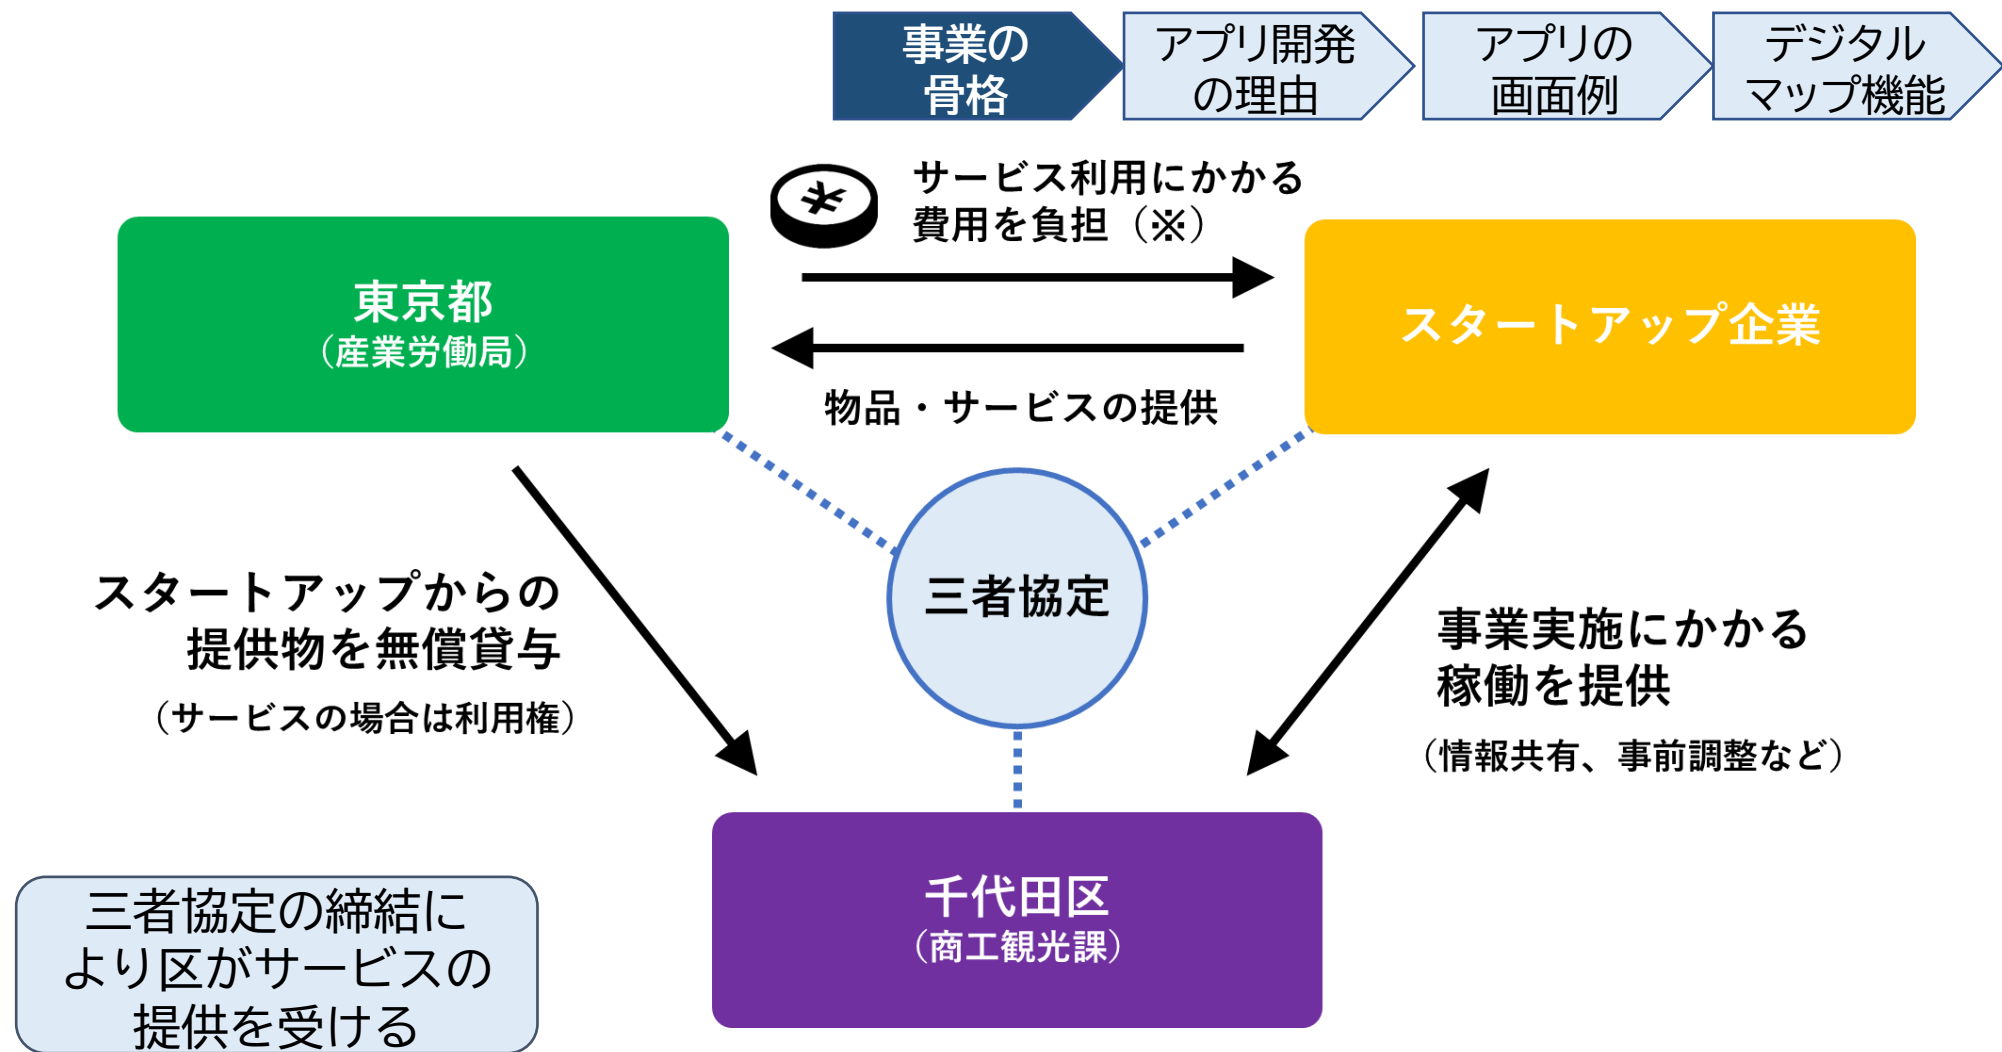 事業の
骨格
アプリ開発
の理由
アプリの
画面例
デジタル
マップ機能
¥
サービス利用にかかる
費用を負担（※）
東京都
（産業労働局）
スタートアップ企業
物品・サービスの提供
三者協定
スタートアップからの
提供物を無償貸与
（サービスの場合は利用権）
事業実施にかかる
稼働を提供
（情報共有、事前調整など）
千代田区
（商工観光課）
三者協定の締結に
より区がサービスの
提供を受ける